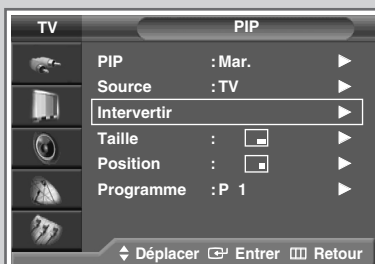 TV PIP
PIP : Mar.
Source : TV
Intervertir
Taille :
Position :
Programme : P 1
Déplacer Entrer Retour